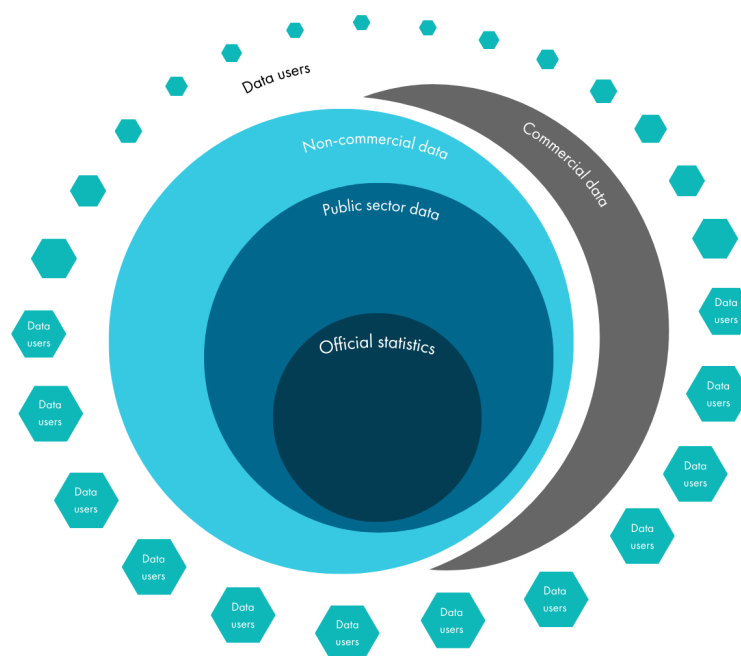 Data users
Non-commercial data
Commercial data
Public sector data
Official statistics
Data
users
Data
users
Data
users
Data
users
Data
users
Data
users
Data
users
Data
users
Data
users
Data
users
Data
users
Data
users
Data
users